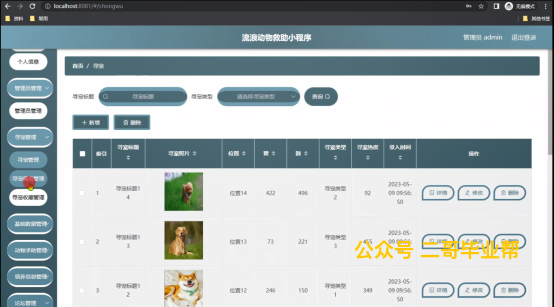 localhost:8081/#/chongwu
无痕模式
资料 常用 其他书签
流浪动物救助小程序
管理员 admin 退出登录
个人信息
管理员管理
管理员管理
寻宠管理
寻宠管理
寻宠收藏管理
基础数据管理
动物求助管理
领养信息管理
论坛管理
首页 / 寻宠
寻宠标题 寻宠标题 寻宠类型 请选择寻宠类型 查询
+ 新增 删除
索引 寻宠标题 寻宠照片 位置 赞 踩 寻宠类型 寻宠热度 录入时间 操作
1 寻宠标题14 位置14 422 496 寻宠类型2 92 2023-05-09 09:56:50 详情 修改 删除
2 寻宠标题13 位置13 73 221 寻宠类型3 455 2023-05-09 09:56:50 详情 修改 删除
3 寻宠标题12 位置12 246 150 寻宠类型1 349 2023-05-09 09:56:50 详情 修改 删除
公众号 二哥毕业帮